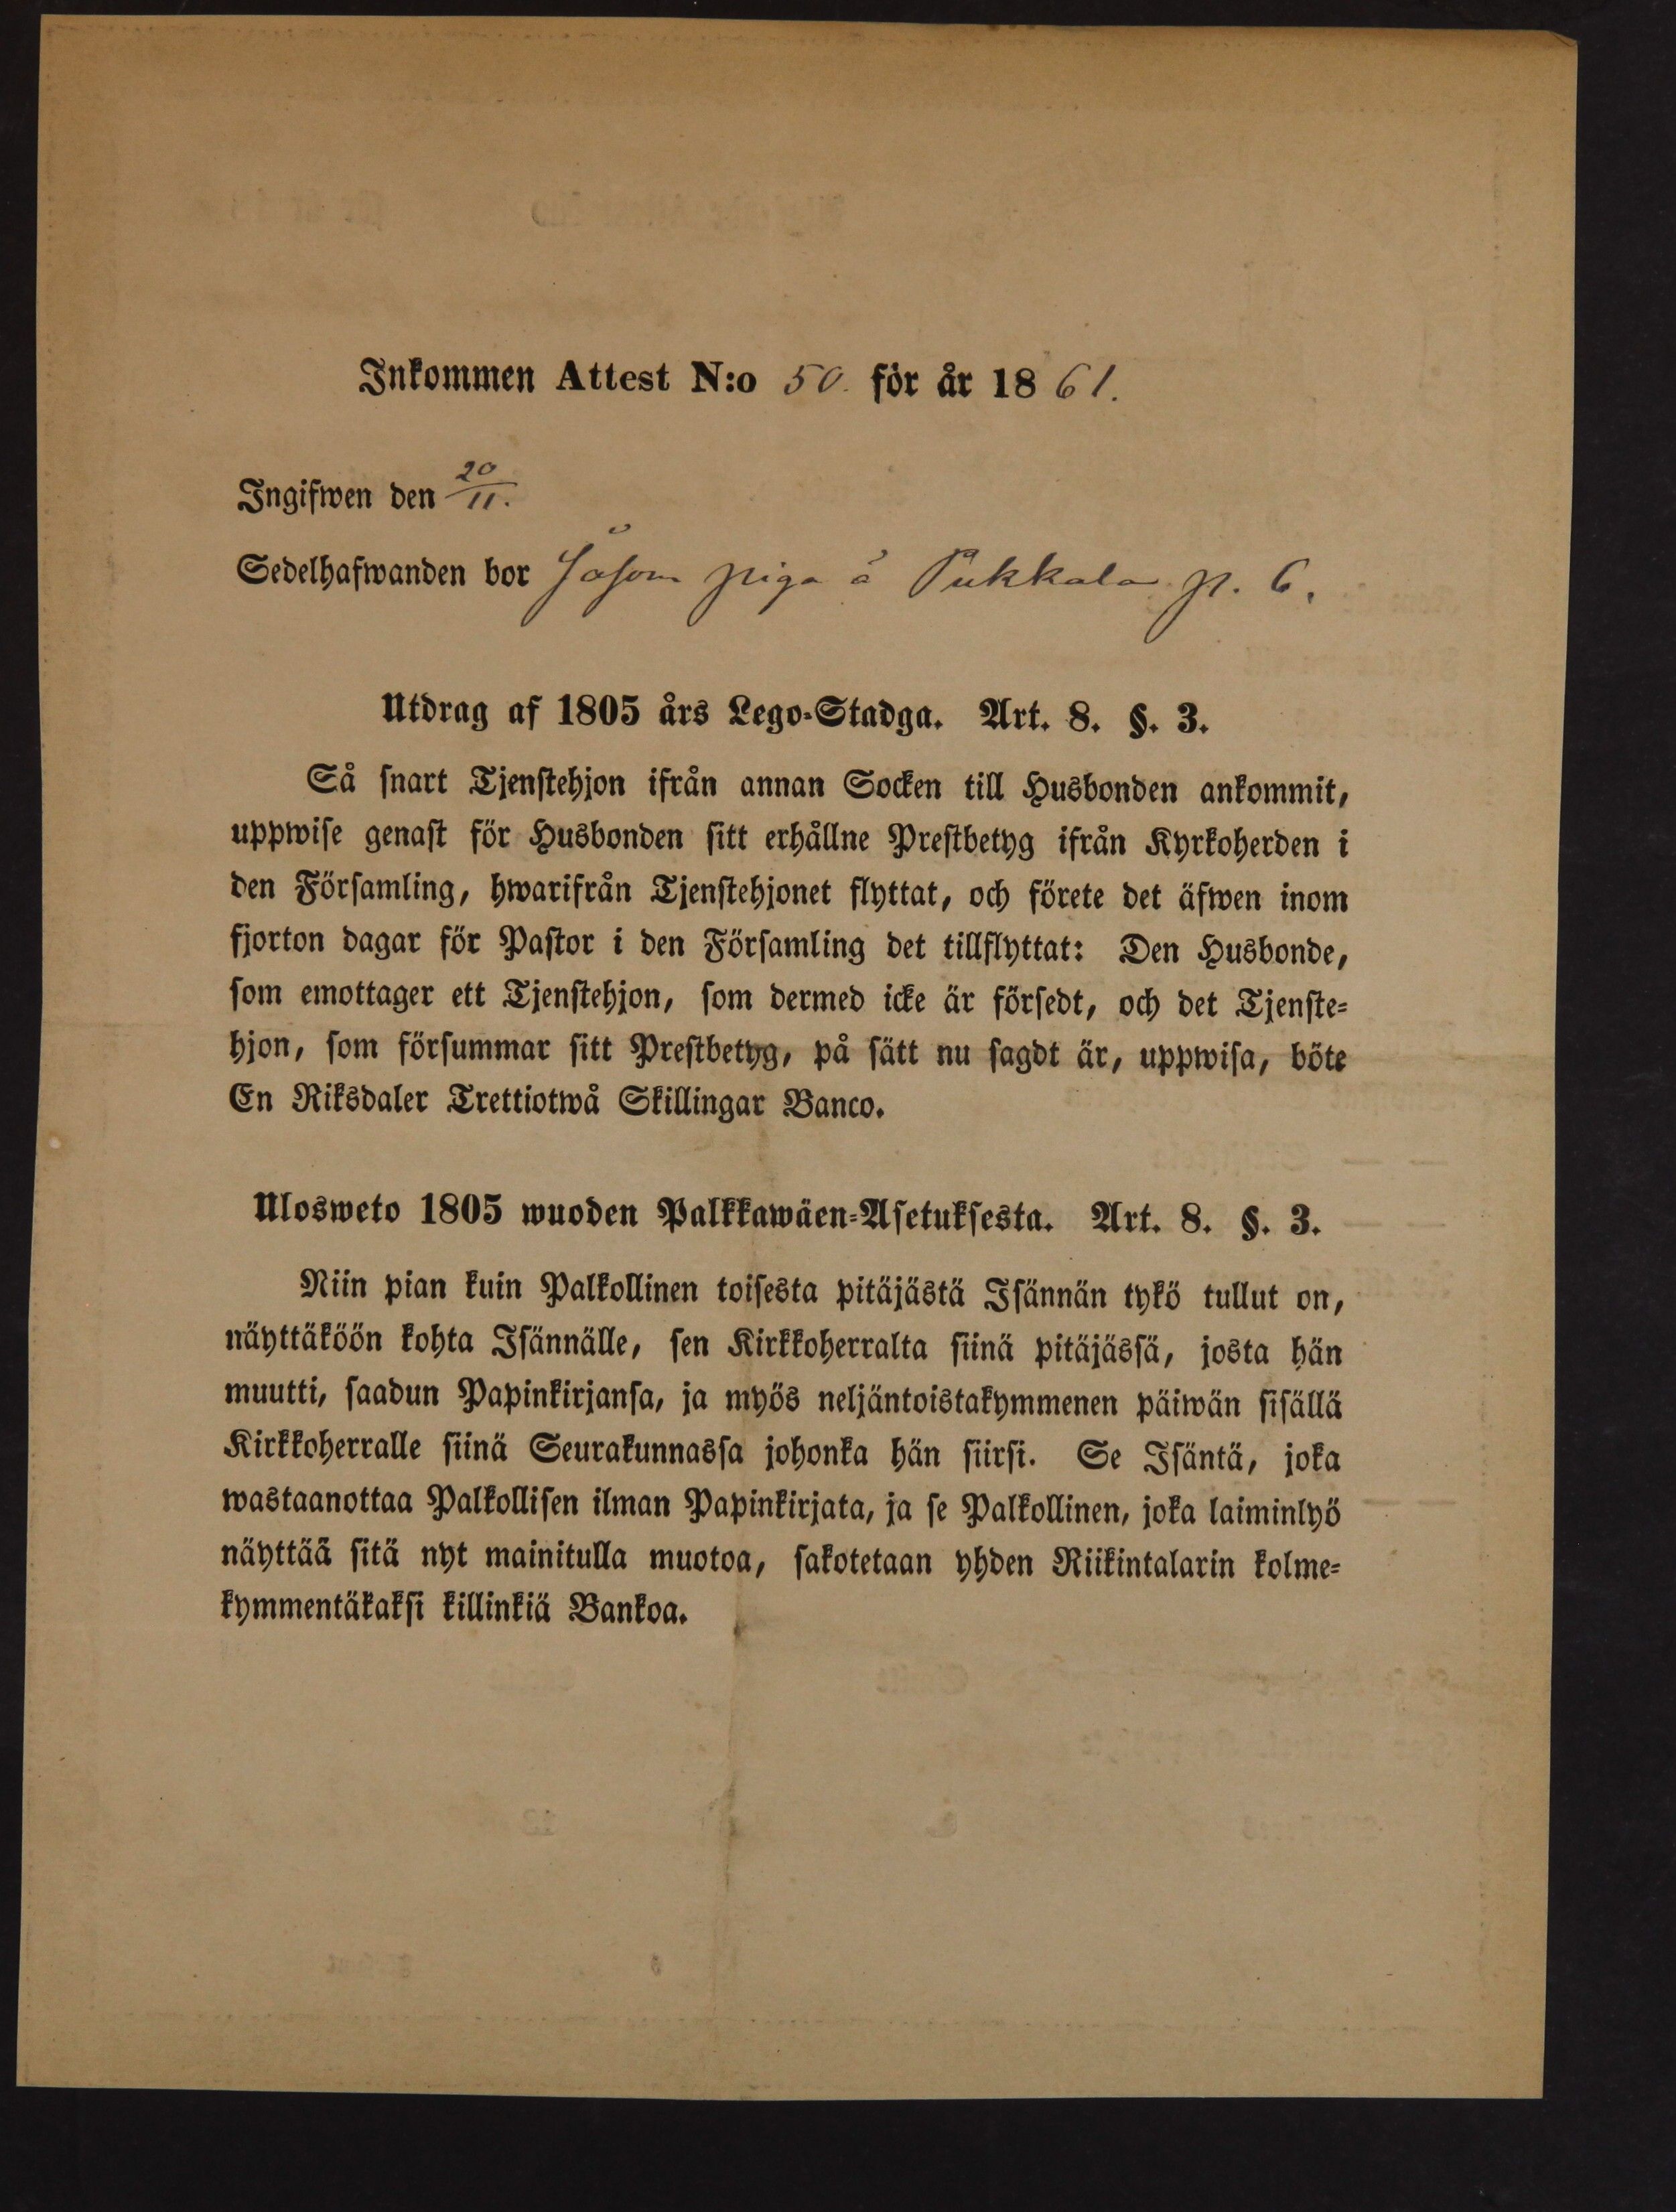 Inkommen Attest N:o 50. för år 1861.
Ingifwen den 20/11.
Sedelhafwanden bor såsom piga å Pukkala p. 6.
Utdrag af 1805 års Lego-Stadga. Art. 8. §. 3.
Så snart Tjenstehjon ifrån annan Socken till Husbonden ankommit,
uppwise genast för Husbonden sitt erhållne Prestbetyg ifrån Kyrkoherden i
den Församling, hwarifrån Tjenstehjonet flyttat, och förete det äfwen inom
fjorton dagar för Pastor i den Församling det tillflyttat: Den Husbonde,
som emottager ett Tjenstehjon, som dermed icke är försedt, och det Tjenste-
hjon, som försummar sitt Prestbetyg, på sätt nu sagdt är, uppwisa, böte
En Riksdaler Trettiotwå Skillingar Banco.
Ulosweto 1805 wuoden Palkkawäen-Asetuksesta. Art. 8. §. 3.
Niin pian kuin Palkollinen toisesta pitäjästä Isännän tykö tullut on,
näyttäköön kohta Isännälle, sen Kirkkoherralta siinä pitäjässä, josta hän
muutti, saadun Papinkirjansa, ja myös neljäntoistakymmenen päiwän sisällä
Kirkkoherralle siinä Seurakunnassa johonka hän siirsi. Se Isäntä, joka
wastaanottaa Palkollisen ilman Papinkirjata, ja se Palkollinen, joka laiminlyö
näyttää sitä nyt mainitulla muotoa, sakotetaan yhden Riikintalarin kolme-
kymmentäkaksi killinkiä Bankoa.